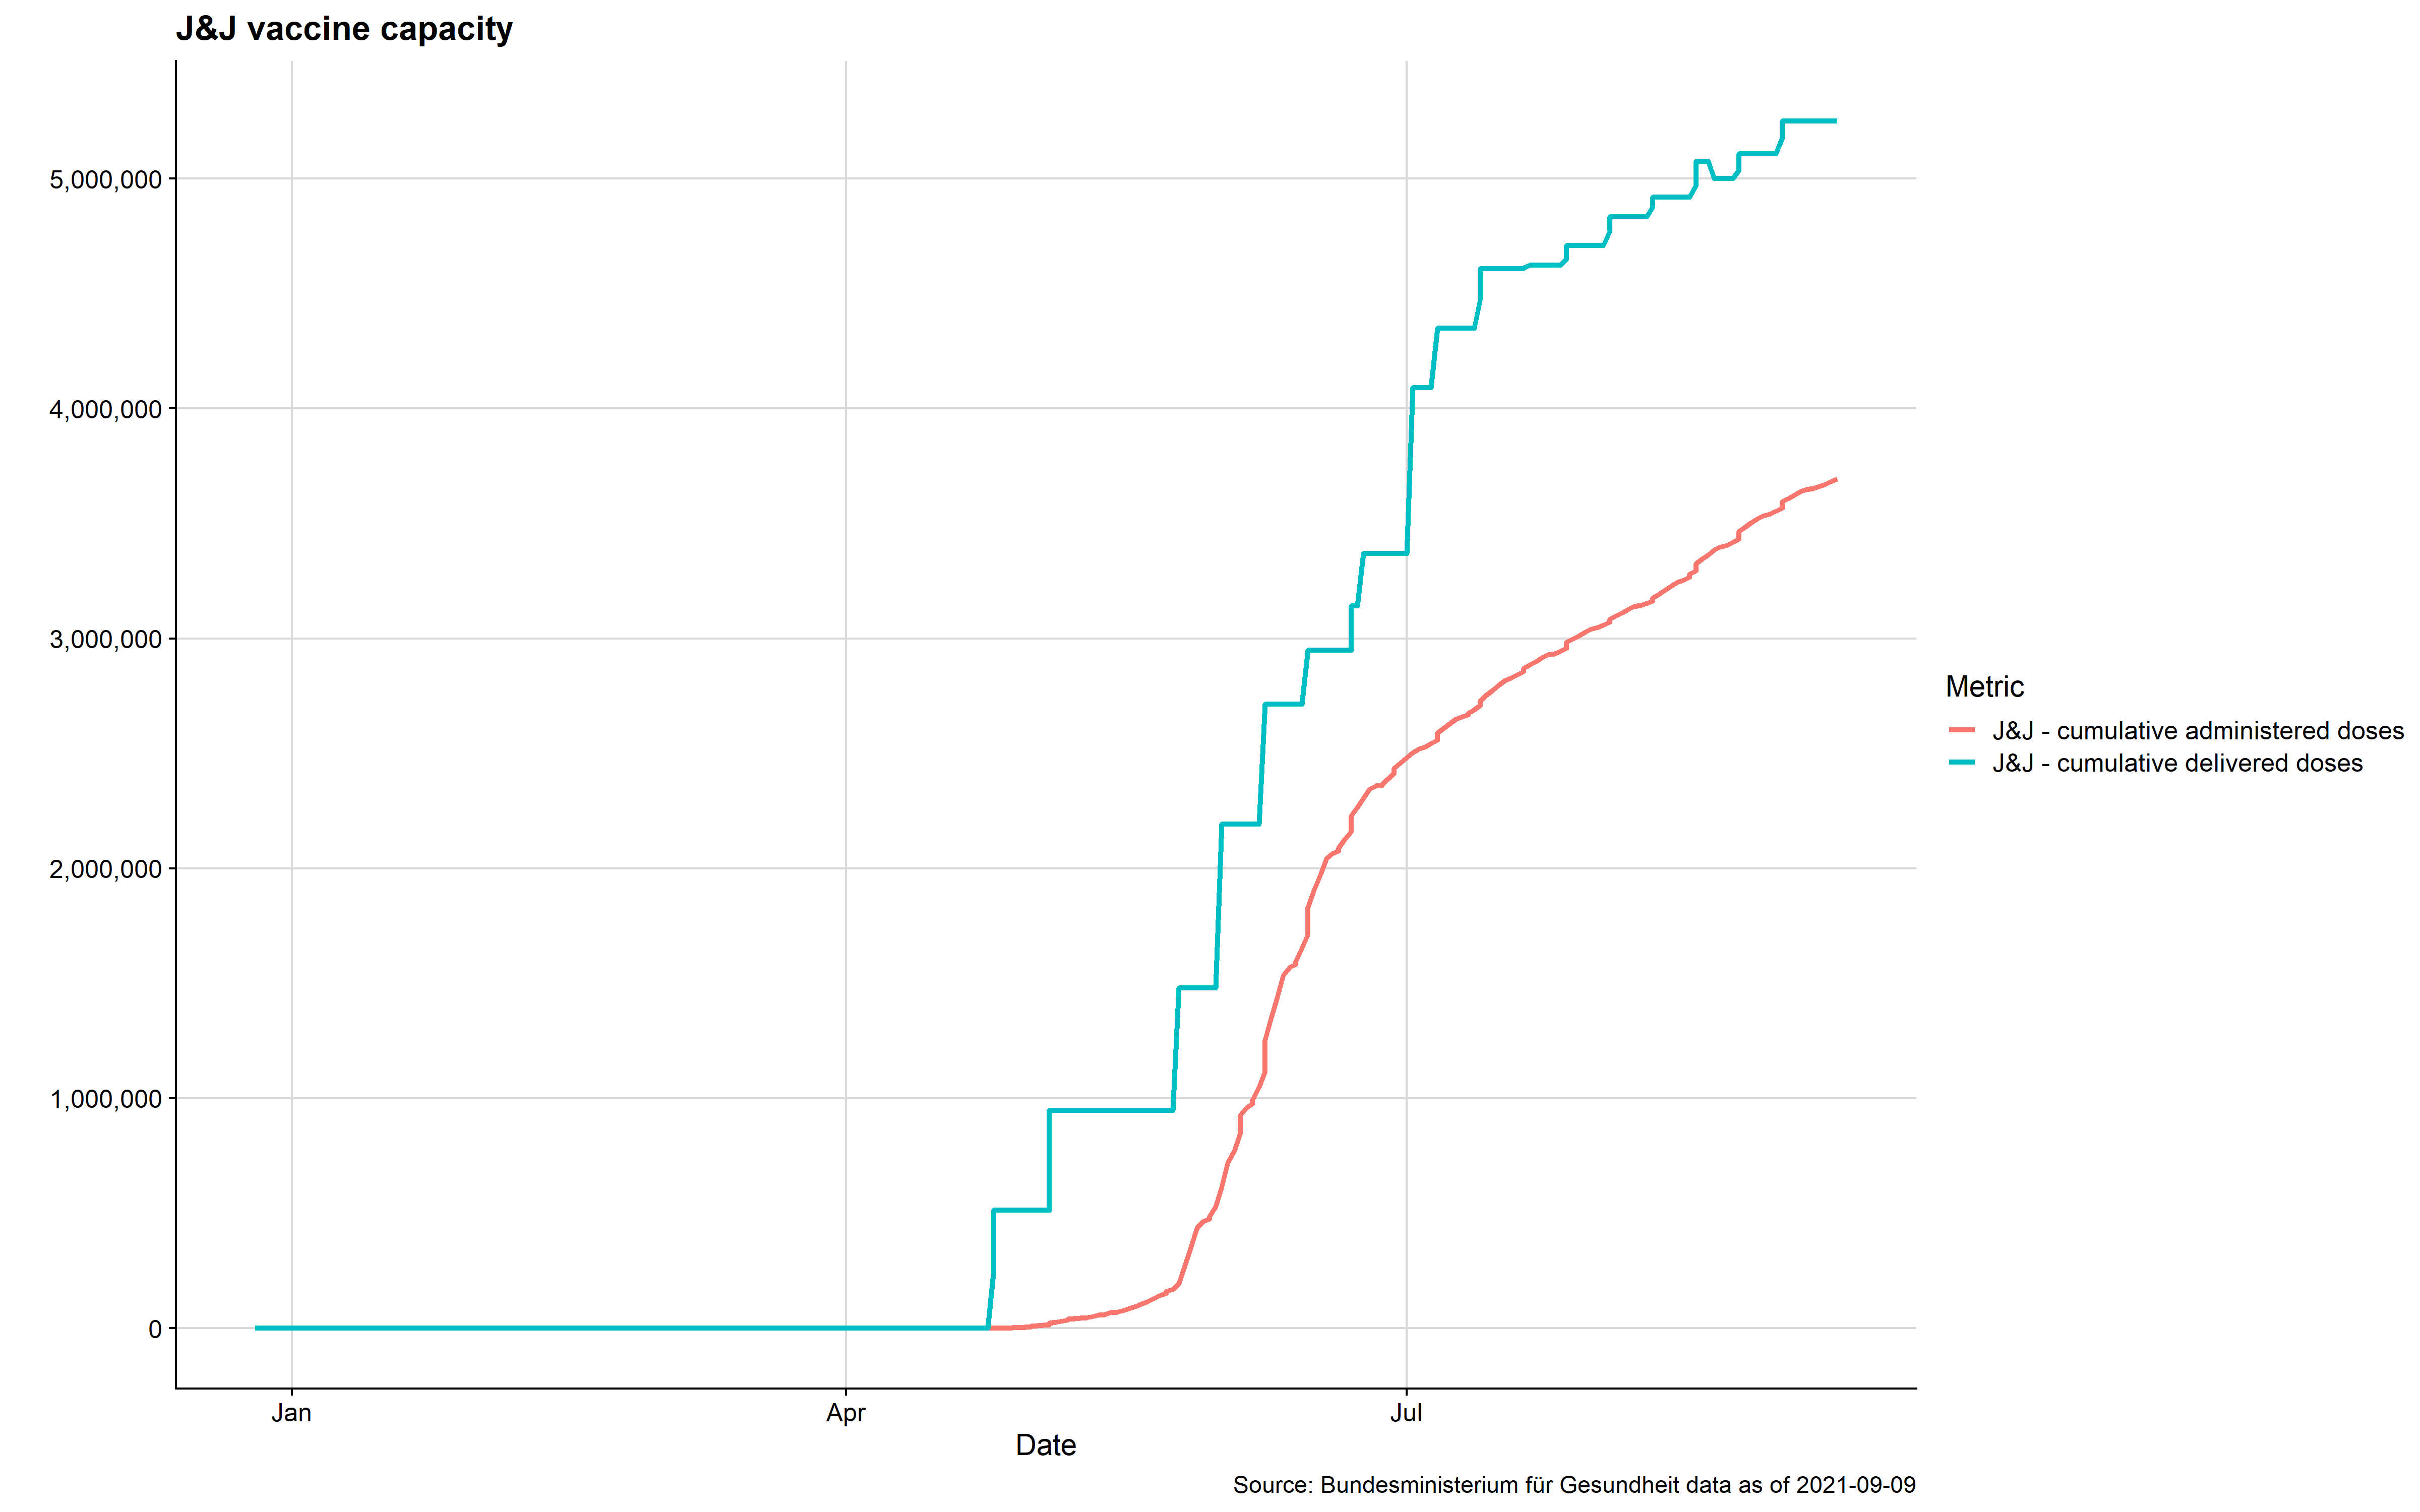 J&J vaccine capacity
5,000,000
4,000,000
3,000,000
2,000,000
1,000,000
0
Jan
Apr
Jul
Date
Metric
J&J - cumulative administered doses
J&J - cumulative delivered doses
Source: Bundesministerium für Gesundheit data as of 2021-09-09